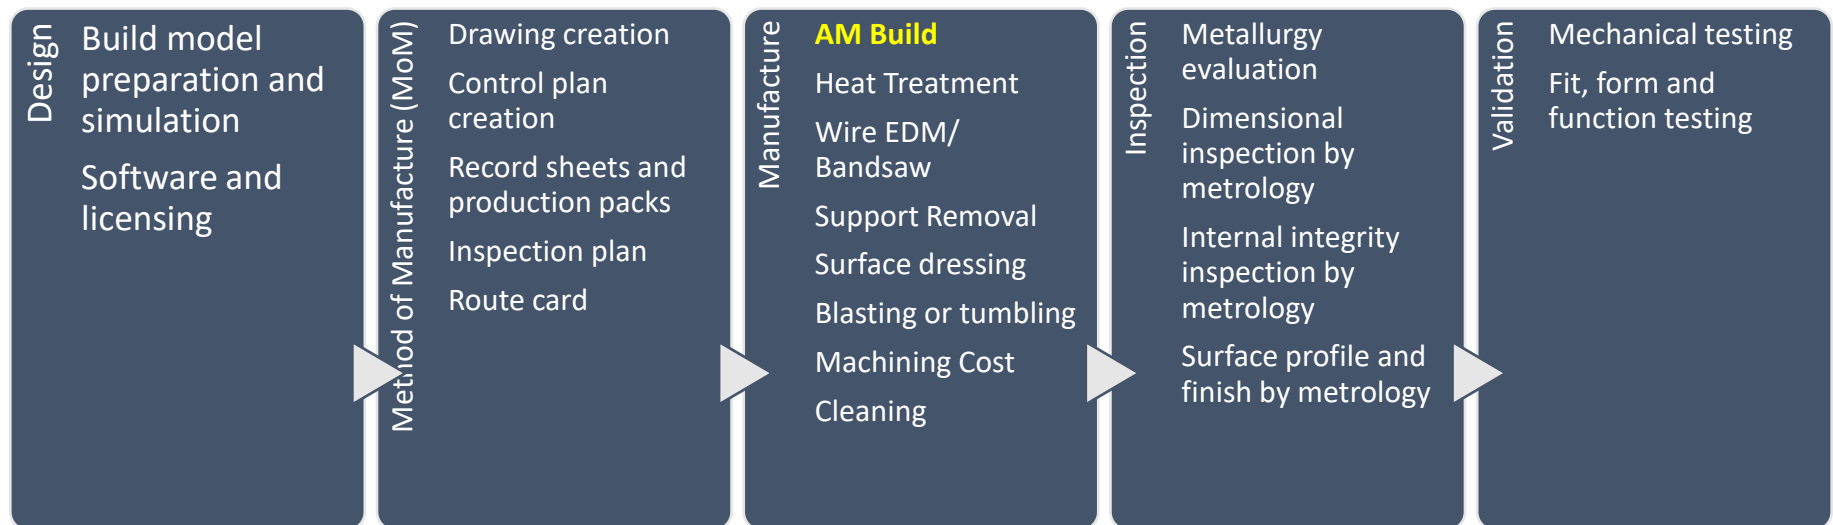 Design
Build model
preparation and
simulation
Software and
licensing
Method of Manufacture (MoM)
Drawing creation
Control plan
creation
Record sheets and
production packs
Inspection plan
Route card
Manufacture
AM Build
Heat Treatment
Wire EDM/
Bandsaw
Support Removal
Surface dressing
Blasting or tumbling
Machining Cost
Cleaning
Inspection
Metallurgy
evaluation
Dimensional
inspection by
metrology
Internal integrity
inspection by
metrology
Surface profile and
finish by metrology
Validation
Mechanical testing
Fit, form and
function testing